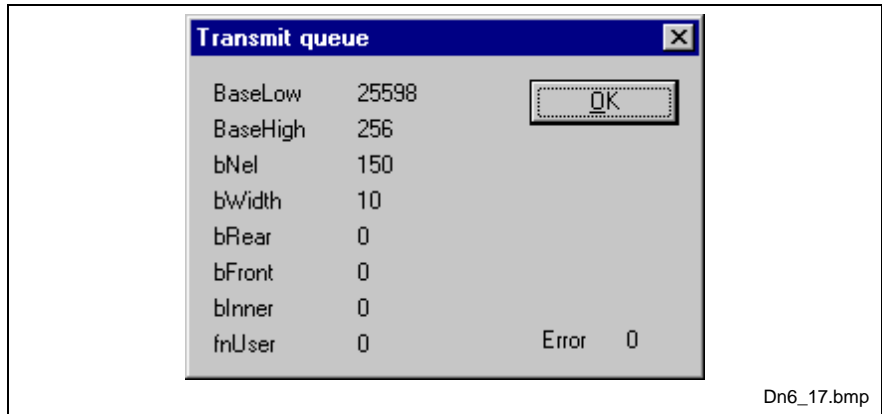 Transmit queue
BaseLow 25598
BaseHigh 256
bNel 150
bWidth 10
bRear 0
bFront 0
bInner 0
fnUser 0
OK
Error 0
Dn6_17.bmp